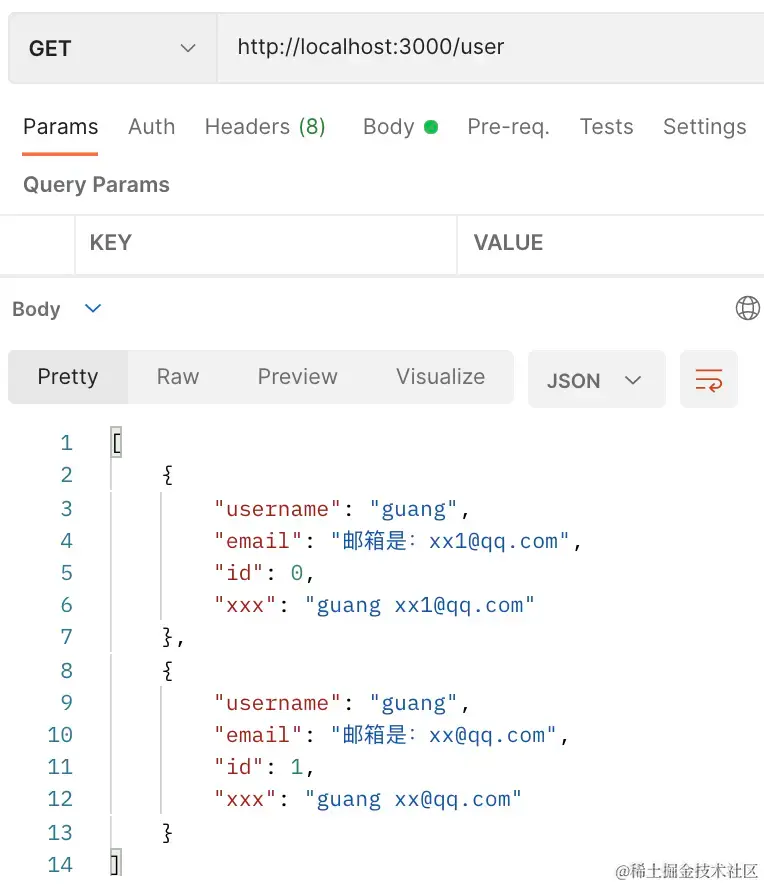 GET http://localhost:3000/user
Params Auth Headers (8) Body Pre-req. Tests Settings
Query Params
KEY VALUE
Body
Pretty Raw Preview Visualize JSON
1 [
2 {
3 "username": "guang",
4 "email": "邮箱是: xx1@qq.com",
5 "id": 0,
6 "xxx": "guang xx1@qq.com"
7 },
8 {
9 "username": "guang",
10 "email": "邮箱是: xx@qq.com",
11 "id": 1,
12 "xxx": "guang xx@qq.com"
13 }
14 ]
@稀土掘金技术社区